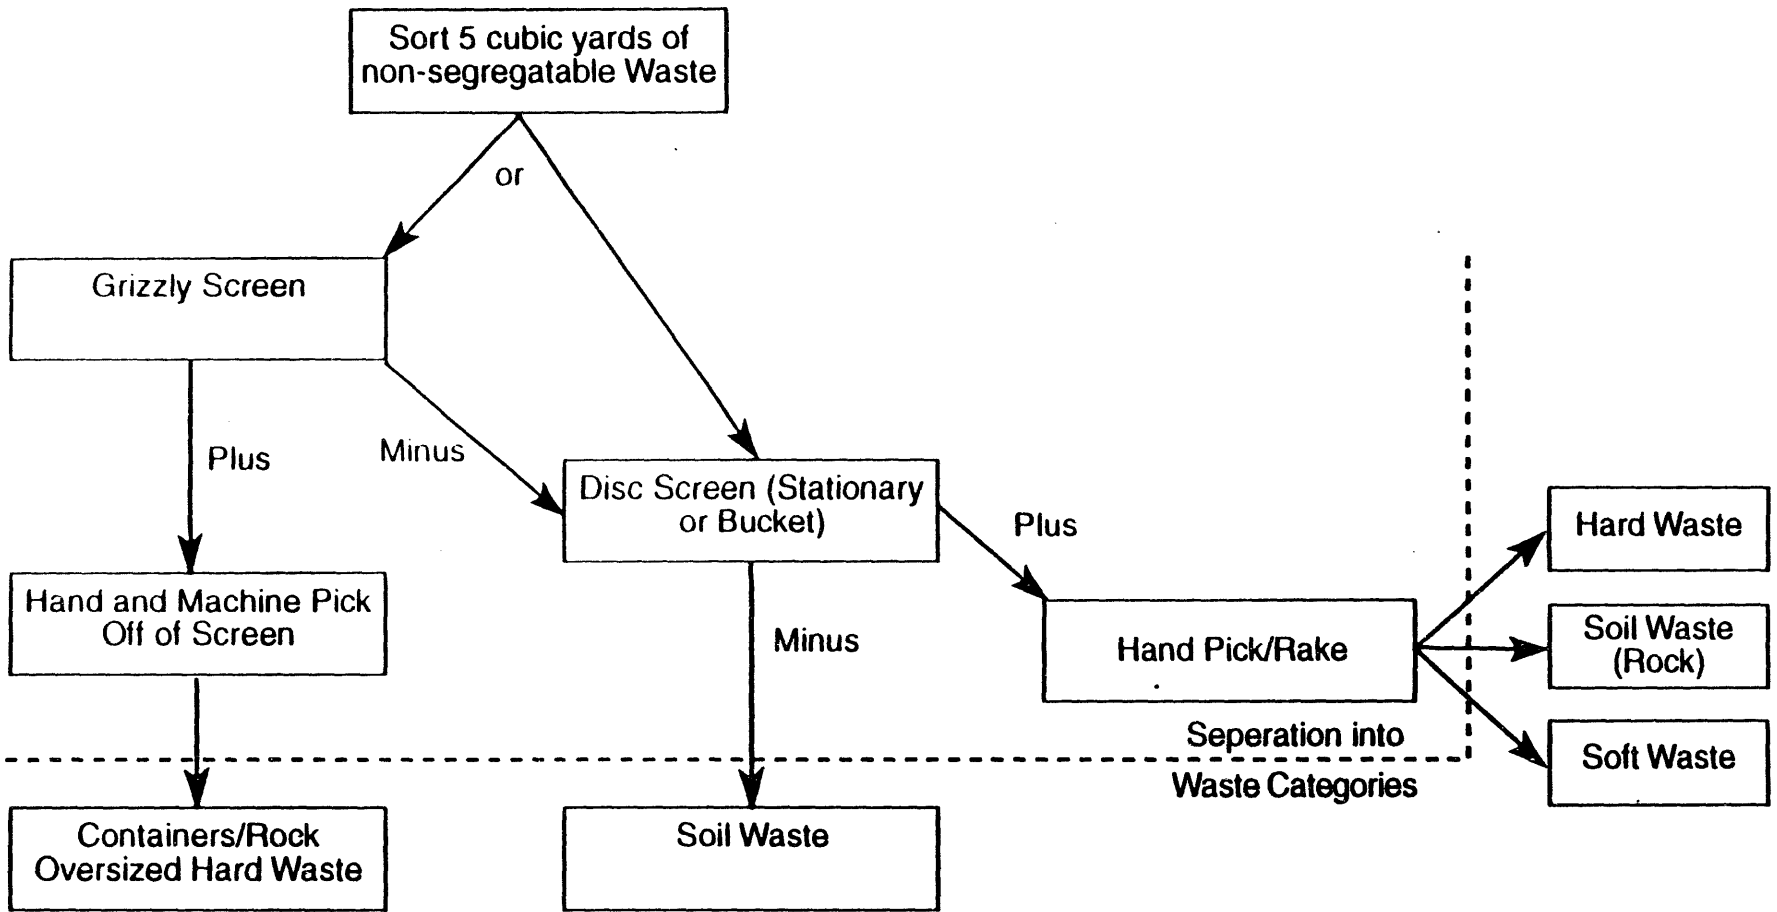 Sort 5 cubic yards of
non-segregatable Waste
or
Grizzly Screen
Plus
Minus
Disc Screen (Stationary
or Bucket)
Plus
Hard Waste
Hand and Machine Pick
Off of Screen
Minus
Hand Pick/Rake
Soil Waste
(Rock)
Seperation into
Waste Categories
Soft Waste
Containers/Rock
Oversized Hard Waste
Soil Waste